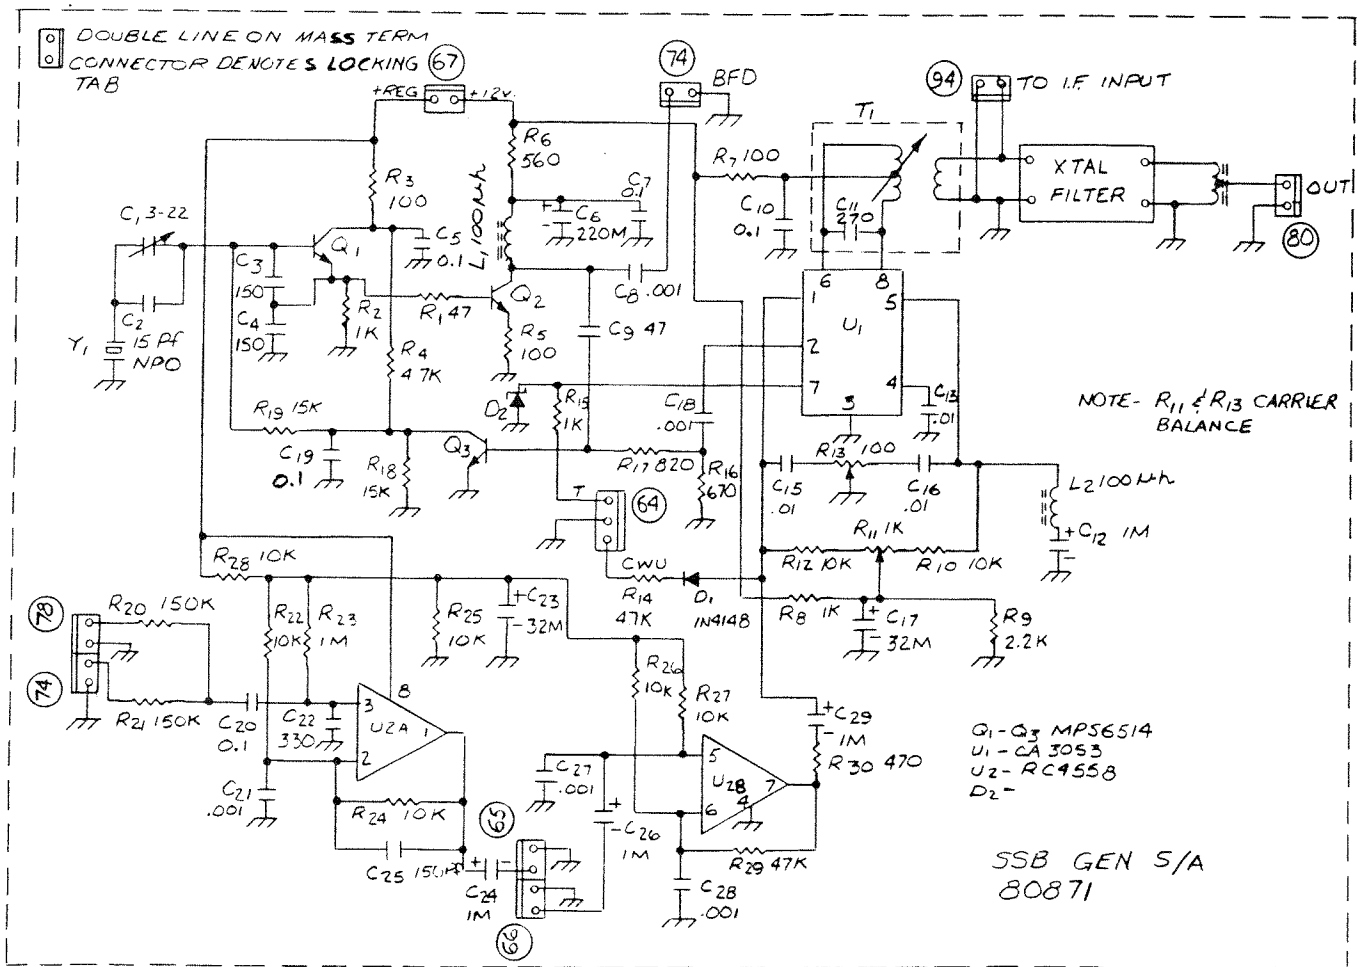 DOUBLE LINE ON MASS TERM
CONNECTOR DENOTES LOCKING
TAB
67
+REG
+12V.
74
BFO
94
TO I.F. INPUT
T1
R6
560
R7 100
XTAL
FILTER
OUT
80
R3
100
L1 100µh
C7
0.1
C6
220M
C10
0.1
C11
270
C1 3-22
Q1
C5
0.1
C3
150
C2
15 Pf
NPO
Y1
C4
150
R2
1K
R1 47
Q2
R5
100
C8 .001
C9 47
R4
47K
6
8
1
5
U1
2
7
4
3
C13
.01
D2
R15
1K
C18
.001
NOTE- R11 & R13 CARRIER
BALANCE
R19 15K
C19
0.1
R18
15K
Q3
R17 820
R16
670
R13 100
C15
.01
C16
.01
L2 100µh
+ C12 1M
-
T
64
CWU
R14
47K
D1
1N4148
R11 1K
R12 10K
R10 10K
R8 1K
+
C17
- 32M
R9
2.2K
R28 10K
R22
10K
R23
1M
R25
10K
+ C23
- 32M
78
R20 150K
74
R21 150K
C20
0.1
C22
330
3
8
U2A
1
2
C21
.001
R24 10K
C25 150Pf
R26
10K
R27
10K
+ C29
- 1M
R30 470
5
U2B
7
6
4
C27
.001
+
- C26
1M
R29 47K
C28
.001
65
+ -
C24
1M
66
Q1-Q3 MPS6514
U1-CA3053
U2-RC4558
D2-
SSB GEN S/A
80871